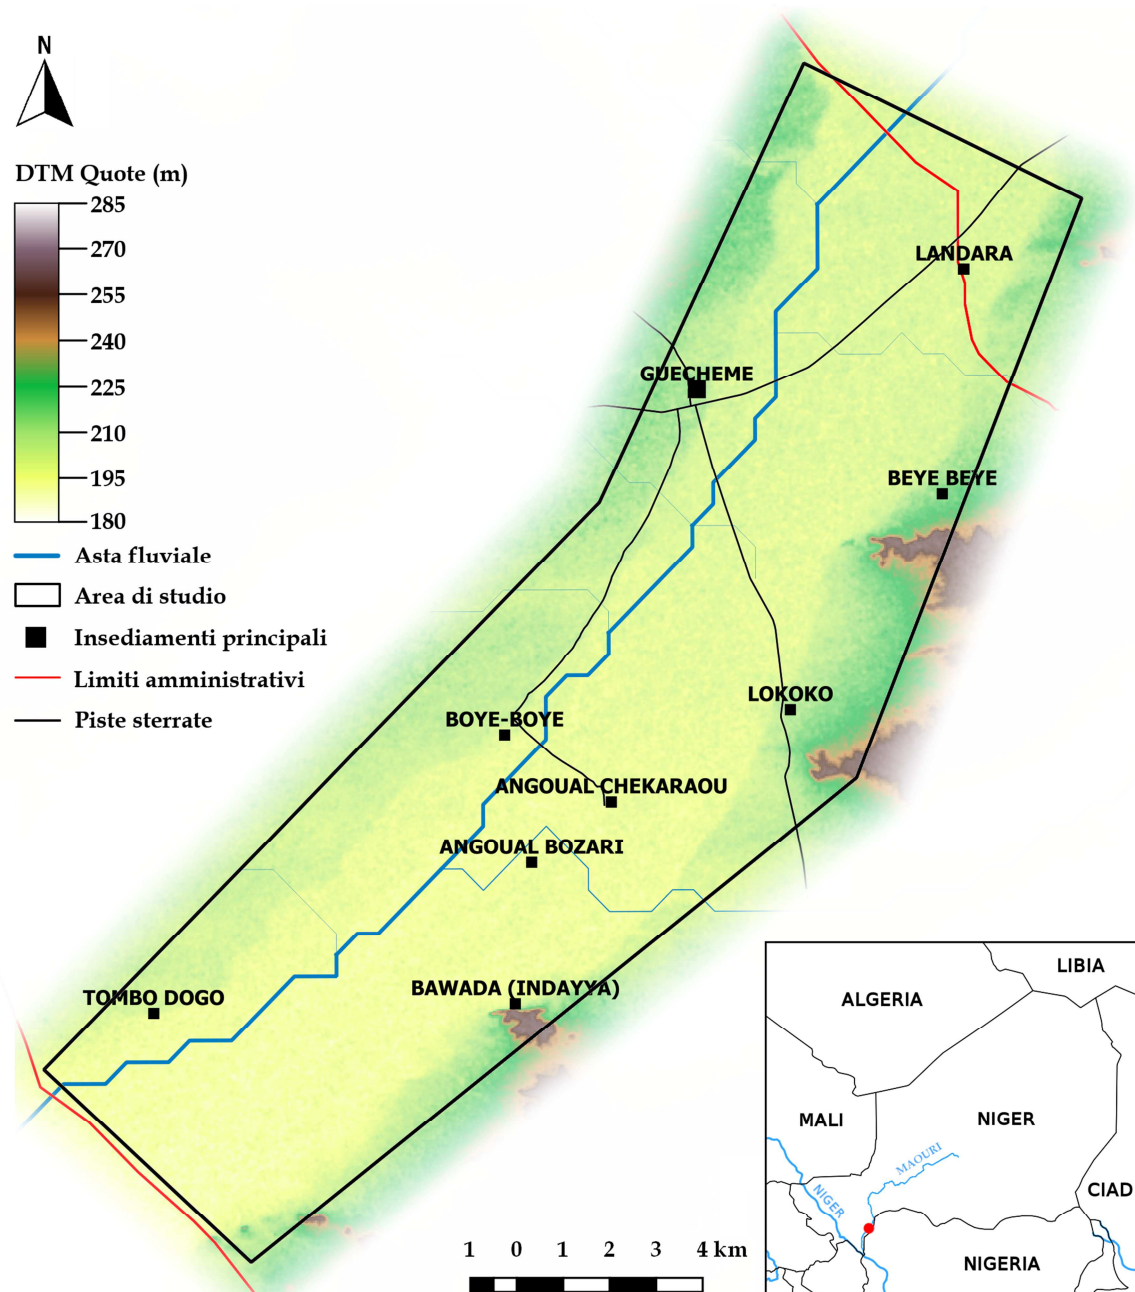 N
DTM Quote (m)
285
270
255
240
225
210
195
180
Asta fluviale
Area di studio
Insediamenti principali
Limiti amministrativi
Piste sterrate
LANDARA
GUECHEME
BEYE BEYE
LOKOKO
BOYE-BOYE
ANGOUAL CHEKARAOU
ANGOUAL BOZARI
BAWADA (INDAYYA)
TOMBO DOGO
1 0 1 2 3 4 km
LIBIA
ALGERIA
MALI
NIGER
MAOURI
NIGER
CIAD
NIGERIA